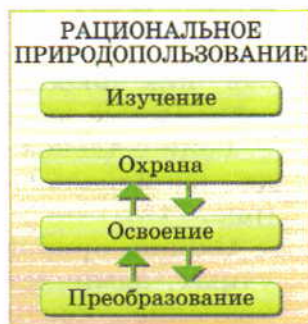 РАЦИОНАЛЬНОЕ
ПРИРОДОПОЛЬЗОВАНИЕ
Изучение
Охрана
Освоение
Преобразование